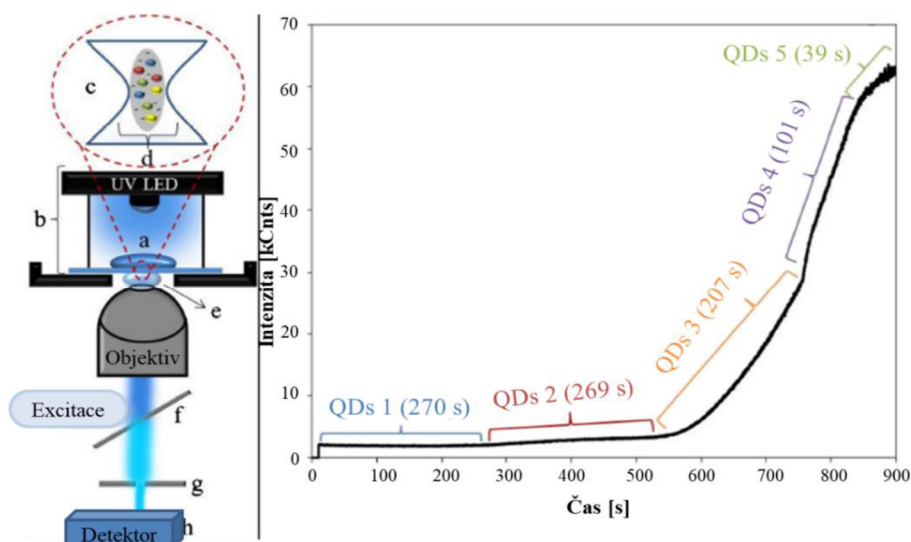 c
d
UV LED
b
a
e
Objektiv
Excitace
f
g
h
Detektor
Intenzita [kCnts]
70
60
50
40
30
20
10
0
0
100
200
300
400
500
600
700
800
900
Čas [s]
QDs 1 (270 s)
QDs 2 (269 s)
QDs 3 (207 s)
QDs 4 (101 s)
QDs 5 (39 s)